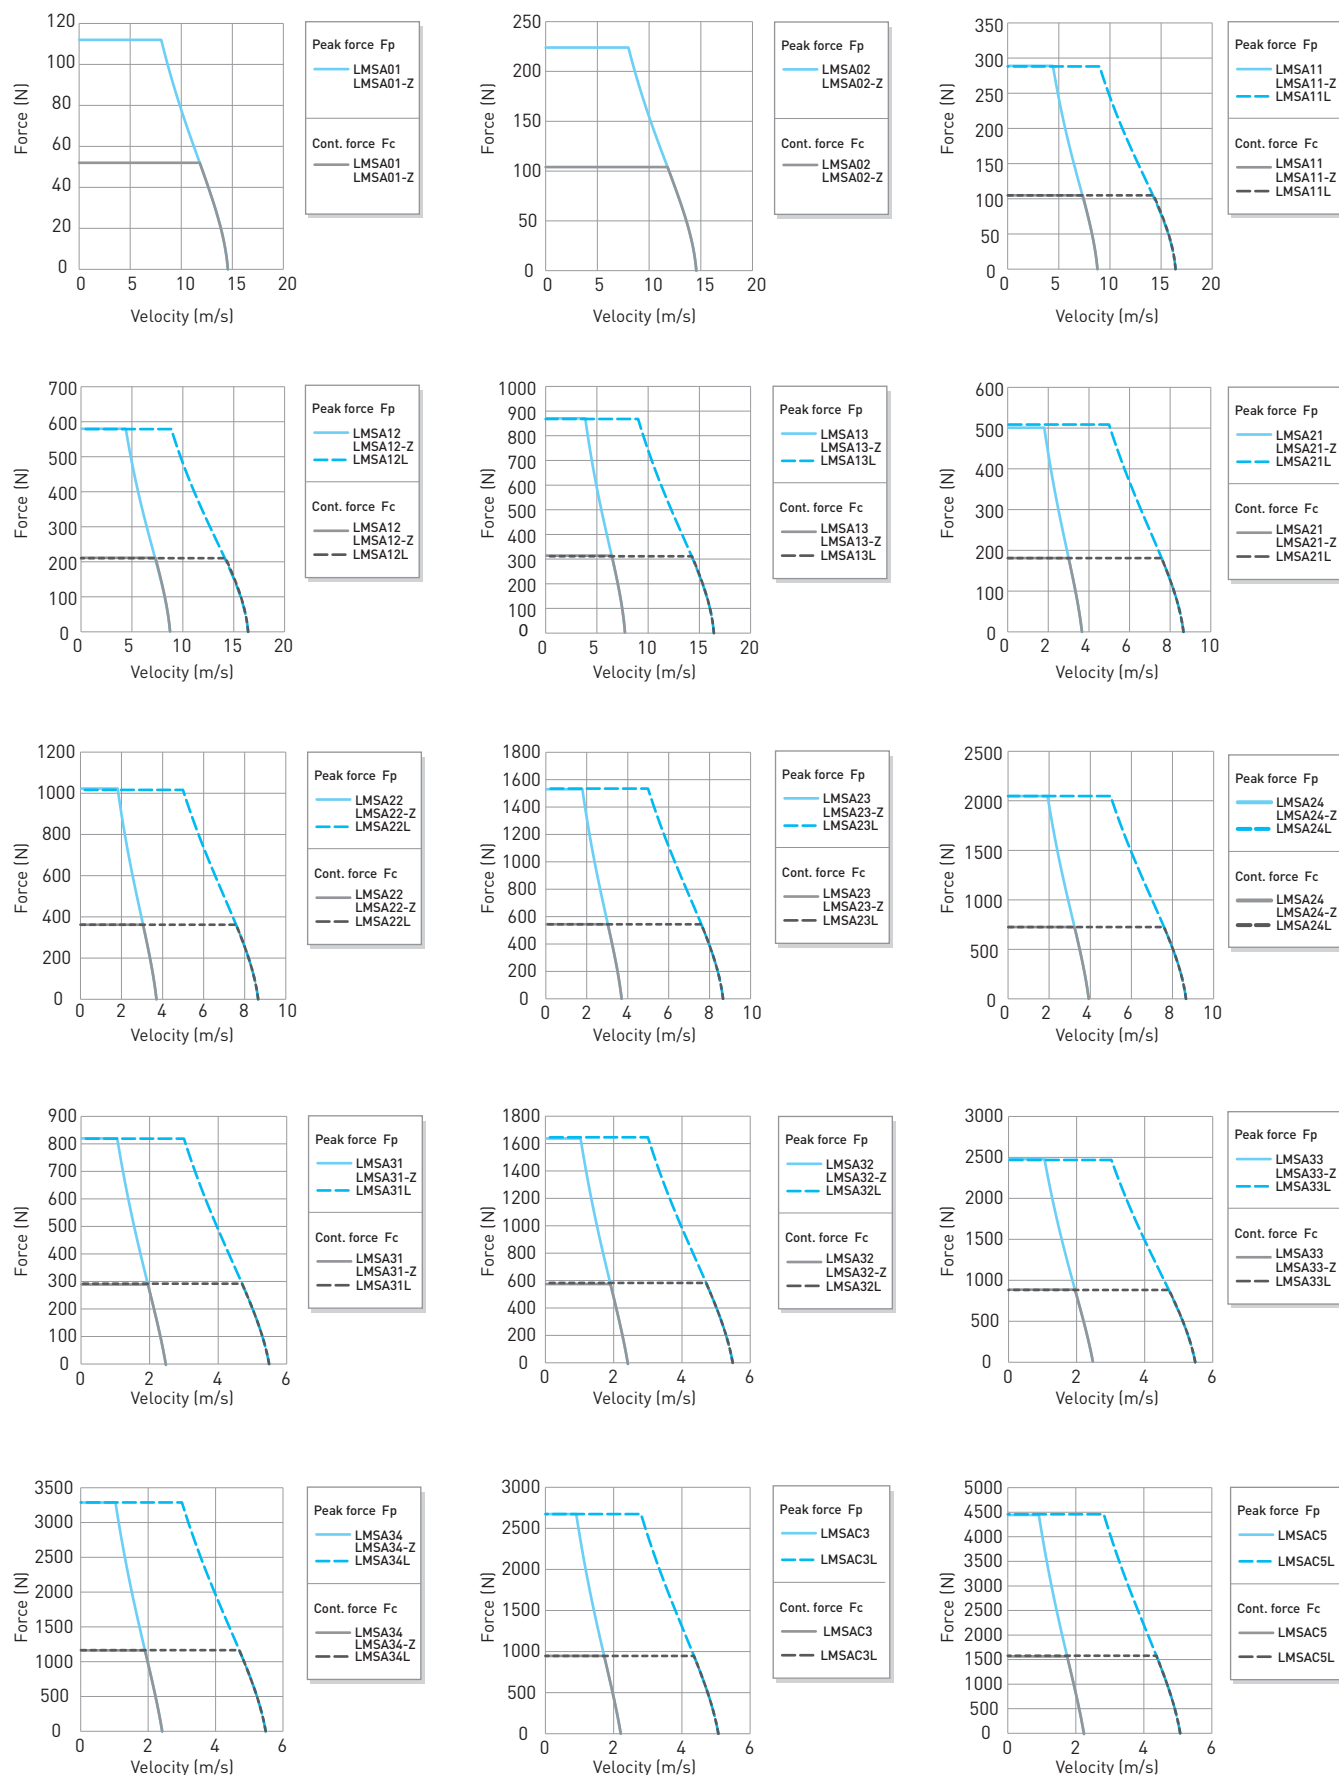 120
100
80
60
40
20
0
Force (N)
0 5 10 15 20
Velocity (m/s)
Peak force Fp
LMSA01
LMSA01-Z
Cont. force Fc
LMSA01
LMSA01-Z
250
200
150
100
50
0
Force (N)
0 5 10 15 20
Velocity (m/s)
Peak force Fp
LMSA02
LMSA02-Z
Cont. force Fc
LMSA02
LMSA02-Z
350
300
250
200
150
100
50
0
Force (N)
0 5 10 15 20
Velocity (m/s)
Peak force Fp
LMSA11
LMSA11-Z
LMSA11L
Cont. force Fc
LMSA11
LMSA11-Z
LMSA11L
700
600
500
400
300
200
100
0
Force (N)
0 5 10 15 20
Velocity (m/s)
Peak force Fp
LMSA12
LMSA12-Z
LMSA12L
Cont. force Fc
LMSA12
LMSA12-Z
LMSA12L
1000
900
800
700
600
500
400
300
200
100
0
Force (N)
0 5 10 15 20
Velocity (m/s)
Peak force Fp
LMSA13
LMSA13-Z
LMSA13L
Cont. force Fc
LMSA13
LMSA13-Z
LMSA13L
600
500
400
300
200
100
0
Force (N)
0 2 4 6 8 10
Velocity (m/s)
Peak force Fp
LMSA21
LMSA21-Z
LMSA21L
Cont. force Fc
LMSA21
LMSA21-Z
LMSA21L
1200
1000
800
600
400
200
0
Force (N)
0 2 4 6 8 10
Velocity (m/s)
Peak force Fp
LMSA22
LMSA22-Z
LMSA22L
Cont. force Fc
LMSA22
LMSA22-Z
LMSA22L
1800
1600
1400
1200
1000
800
600
400
200
0
Force (N)
0 2 4 6 8 10
Velocity (m/s)
Peak force Fp
LMSA23
LMSA23-Z
LMSA23L
Cont. force Fc
LMSA23
LMSA23-Z
LMSA23L
2500
2000
1500
1000
500
0
Force (N)
0 2 4 6 8 10
Velocity (m/s)
Peak force Fp
LMSA24
LMSA24-Z
LMSA24L
Cont. force Fc
LMSA24
LMSA24-Z
LMSA24L
900
800
700
600
500
400
300
200
100
0
Force (N)
0 2 4 6
Velocity (m/s)
Peak force Fp
LMSA31
LMSA31-Z
LMSA31L
Cont. force Fc
LMSA31
LMSA31-Z
LMSA31L
1800
1600
1400
1200
1000
800
600
400
200
0
Force (N)
0 2 4 6
Velocity (m/s)
Peak force Fp
LMSA32
LMSA32-Z
LMSA32L
Cont. force Fc
LMSA32
LMSA32-Z
LMSA32L
3000
2500
2000
1500
1000
500
0
Force (N)
0 2 4 6
Velocity (m/s)
Peak force Fp
LMSA33
LMSA33-Z
LMSA33L
Cont. force Fc
LMSA33
LMSA33-Z
LMSA33L
3500
3000
2500
2000
1500
1000
500
0
Force (N)
0 2 4 6
Velocity (m/s)
Peak force Fp
LMSA34
LMSA34-Z
LMSA34L
Cont. force Fc
LMSA34
LMSA34-Z
LMSA34L
3000
2500
2000
1500
1000
500
0
Force (N)
0 2 4 6
Velocity (m/s)
Peak force Fp
LMSAC3
LMSAC3L
Cont. force Fc
LMSAC3
LMSAC3L
5000
4500
4000
3500
3000
2500
2000
1500
1000
500
0
Force (N)
0 2 4 6
Velocity (m/s)
Peak force Fp
LMSAC5
LMSAC5L
Cont. force Fc
LMSAC5
LMSAC5L